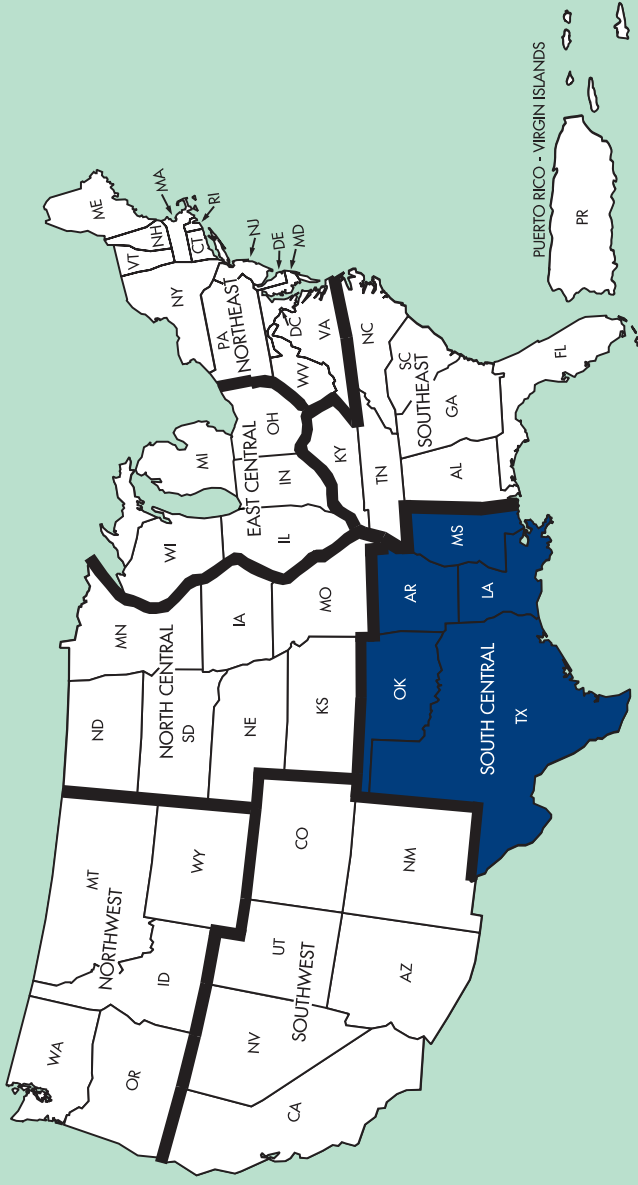 WA
OR
CA
NV
ID
MT
NORTHWEST
WY
UT
SOUTHWEST
AZ
CO
NM
ND
NORTH CENTRAL
SD
NE
KS
MN
IA
MO
OK
SOUTH CENTRAL
TX
AR
LA
MS
WI
IL
EAST CENTRAL
MI
IN
OH
KY
TN
AL
GA
SOUTHEAST
SC
NC
FL
WV
VA
DC
PA
NORTHEAST
NY
VT
NH
ME
MA
CT
RI
NJ
DE
MD
PUERTO RICO - VIRGIN ISLANDS
PR